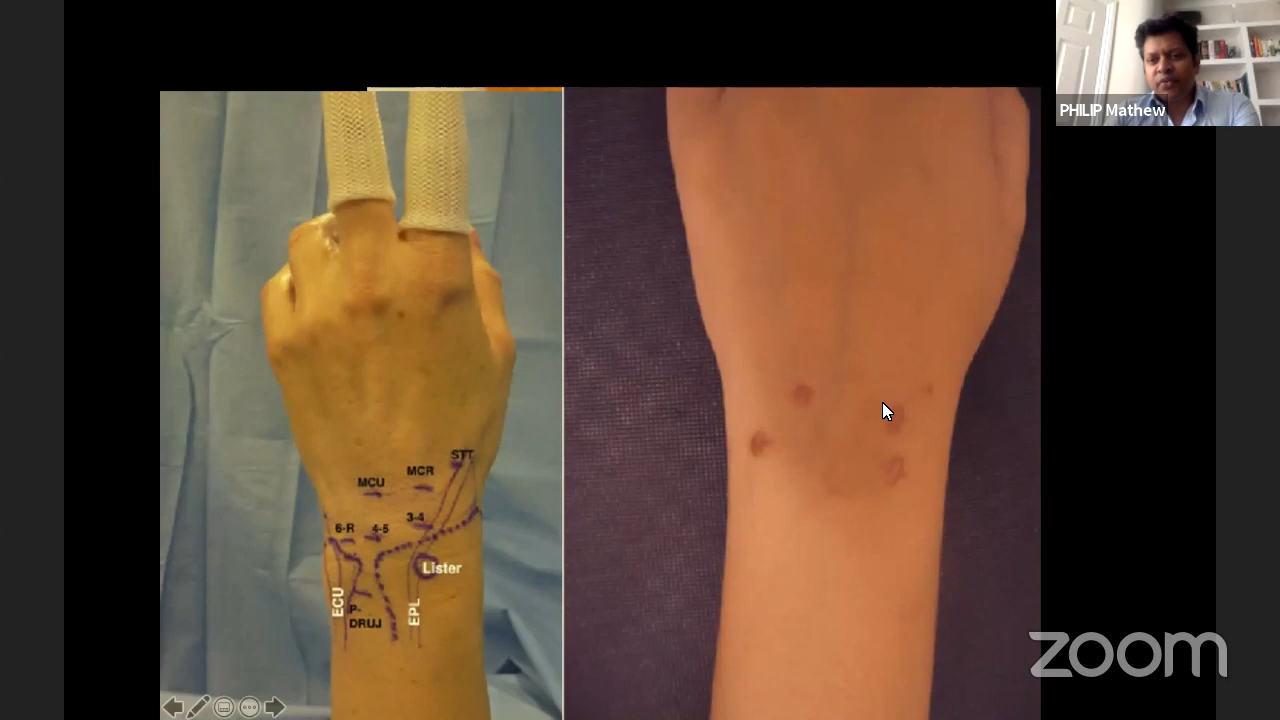 PHILIP Mathew
STT
MCR
MCU
3-4
6-R
4-5
Lister
ECU
EPL
P-
DRUJ
zoom